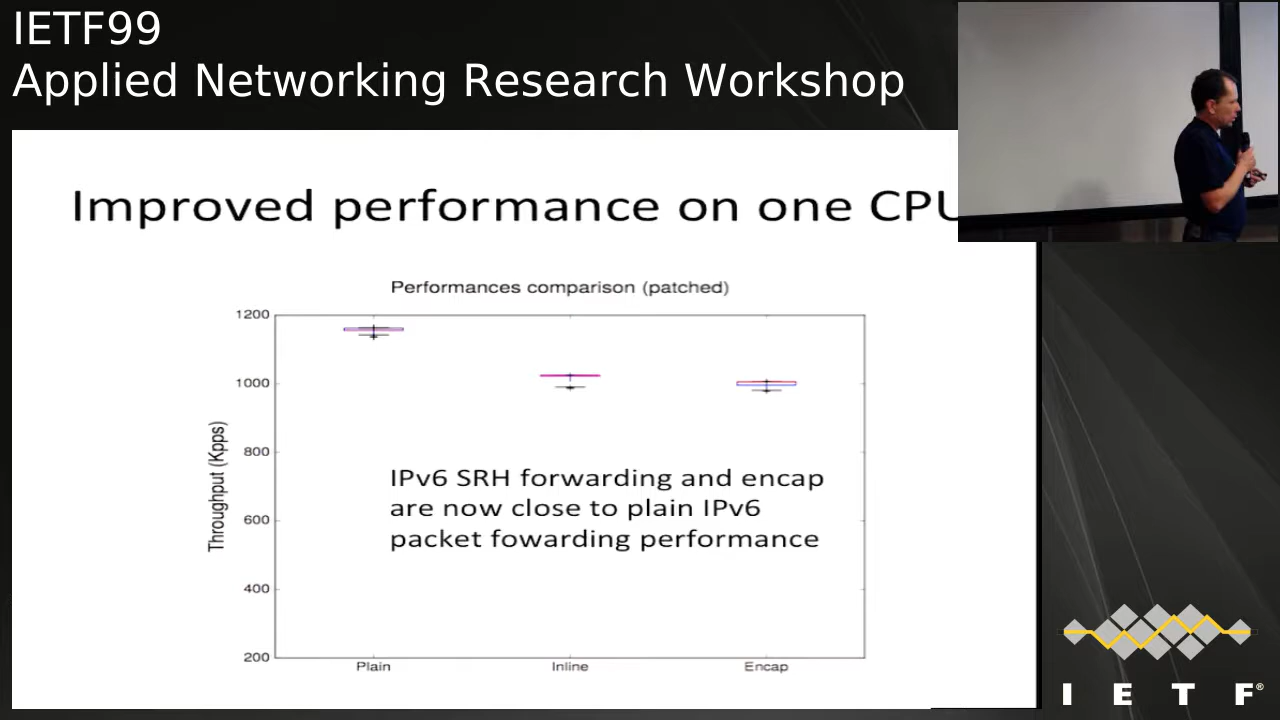 IETF99
Applied Networking Research Workshop
Improved performance on one CPU
Performances comparison (patched)
1200
1000
800
600
400
200
Throughput (Kpps)
IPv6 SRH forwarding and encap
are now close to plain IPv6
packet fowarding performance
Plain
Inline
Encap
I E T F®